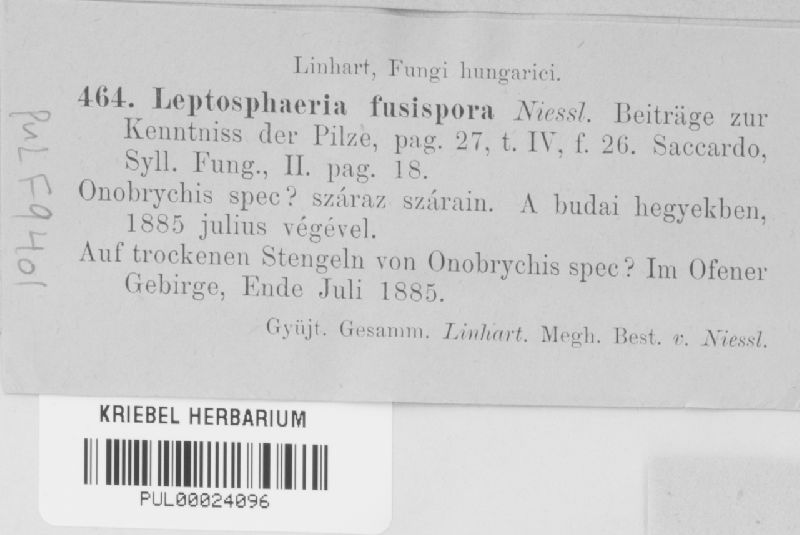 Linhart, Fungi hungarici.
464. Leptosphaeria fusispora Niessl. Beiträge zur
Kenntniss der Pilze, pag. 27, t. IV, f. 26. Saccardo,
Syll. Fung., II. pag. 18.
Onobrychis spec? száraz szárain. A budai hegyekben,
1885 julius végével.
Auf trockenen Stengeln von Onobrychis spec? Im Ofener
Gebirge, Ende Juli 1885.
Gyüjt. Gesamm. Linhart. Megh. Best. v. Niessl.
PUL F9401
KRIEBEL HERBARIUM
PUL00024096